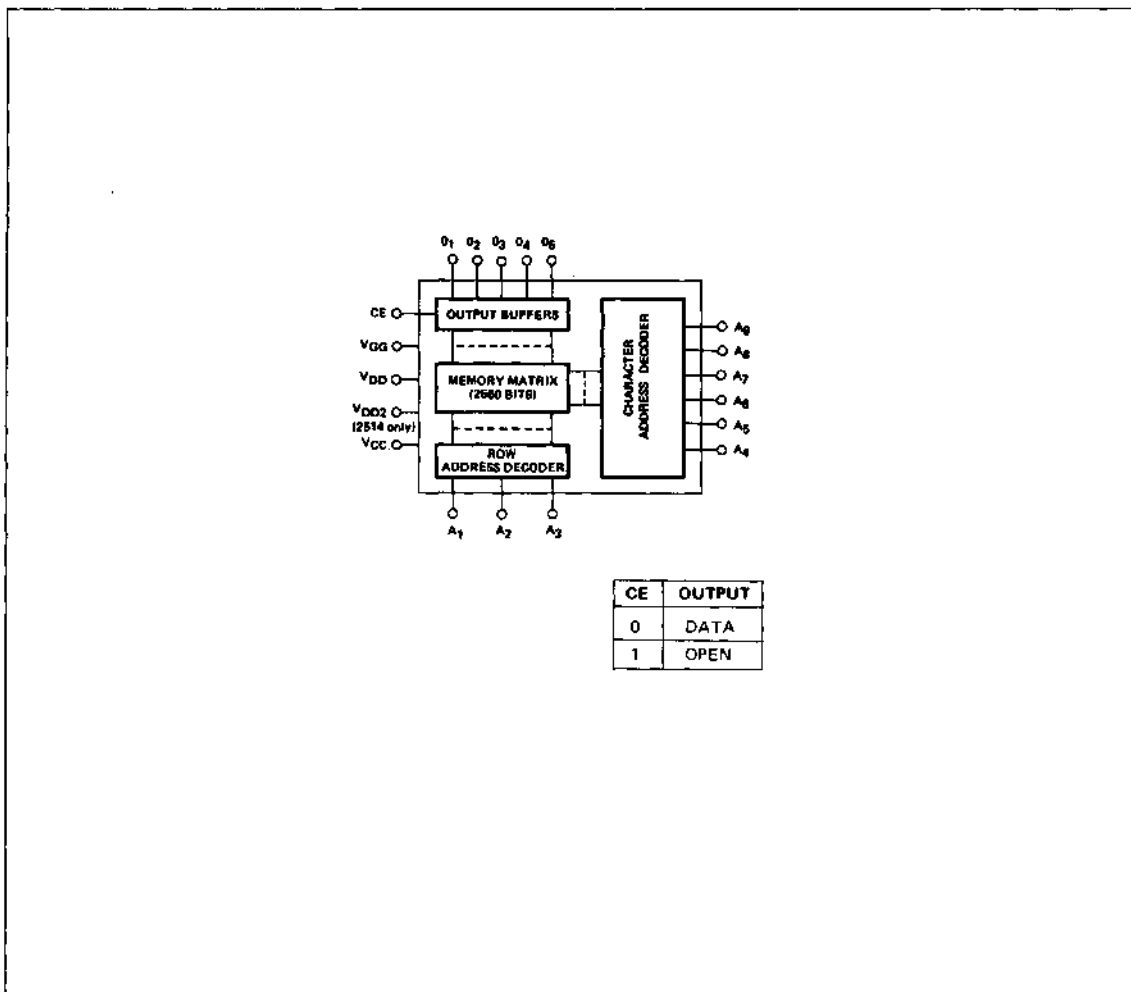 O1 O2 O3 O4 O5
CE
OUTPUT BUFFERS
VGG
VDD
MEMORY MATRIX
(2560 BITS)
VDD2
(2514 only)
VCC
ROW
ADDRESS DECODER
CHARACTER
ADDRESS DECODER
A9
A8
A7
A6
A5
A4
A1 A2 A3
CE OUTPUT
0 DATA
1 OPEN